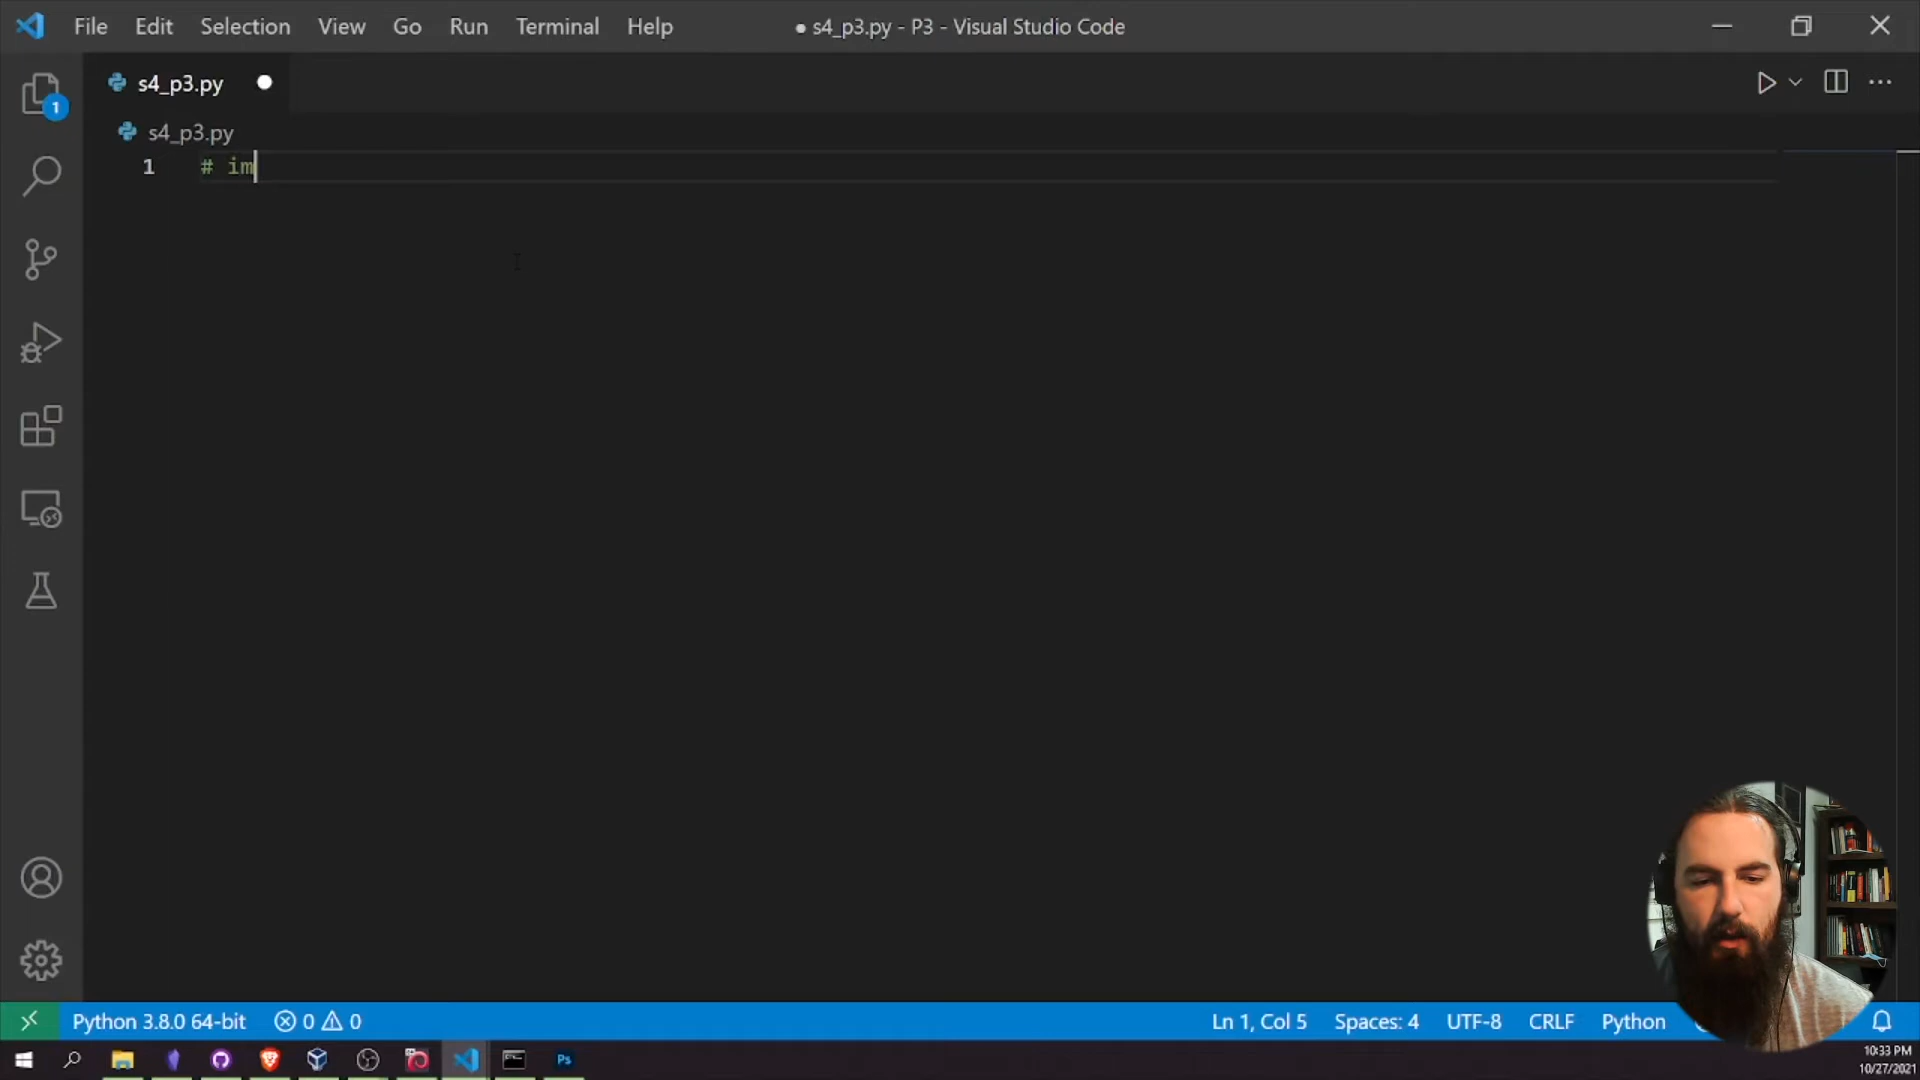 File Edit Selection View Go Run Terminal Help ● s4_p3.py - P3 - Visual Studio Code
s4_p3.py
1
s4_p3.py
1 # im
Python 3.8.0 64-bit 0 0 Ln 1, Col 5 Spaces: 4 UTF-8 CRLF Python
Ps
10:33 PM
10/27/2021